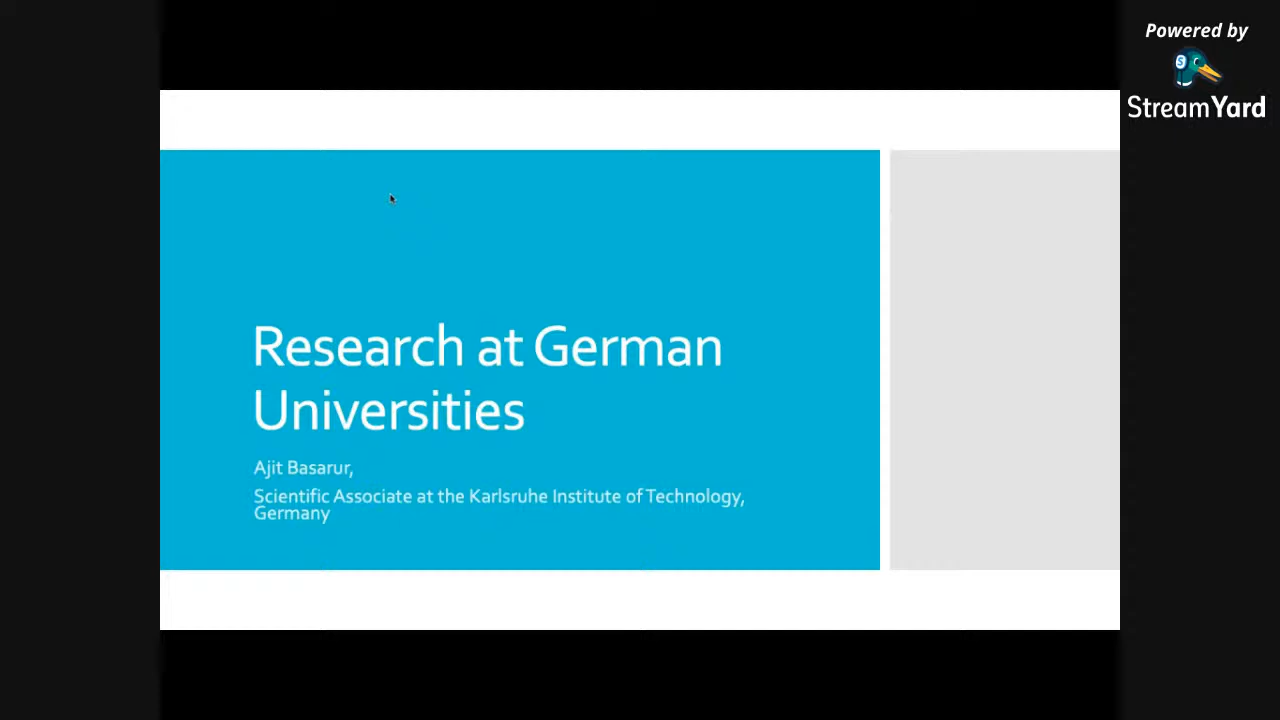 Powered by
StreamYard
Research at German
Universities
Ajit Basarur,
Scientific Associate at the Karlsruhe Institute of Technology,
Germany